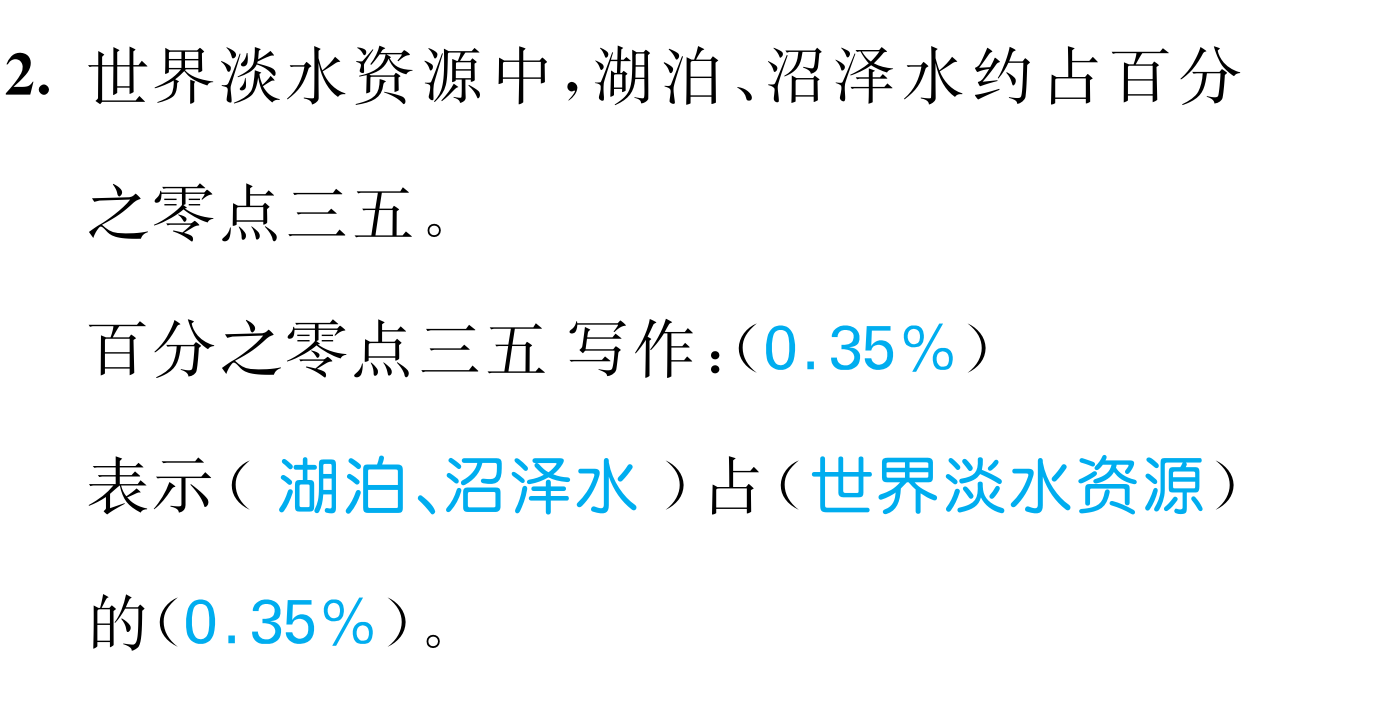 2. 世界淡水资源中,湖泊、沼泽水约占百分
之零点三五。
百分之零点三五 写作:(0.35%)
表示( 湖泊、沼泽水 )占(世界淡水资源)
的(0.35%)。